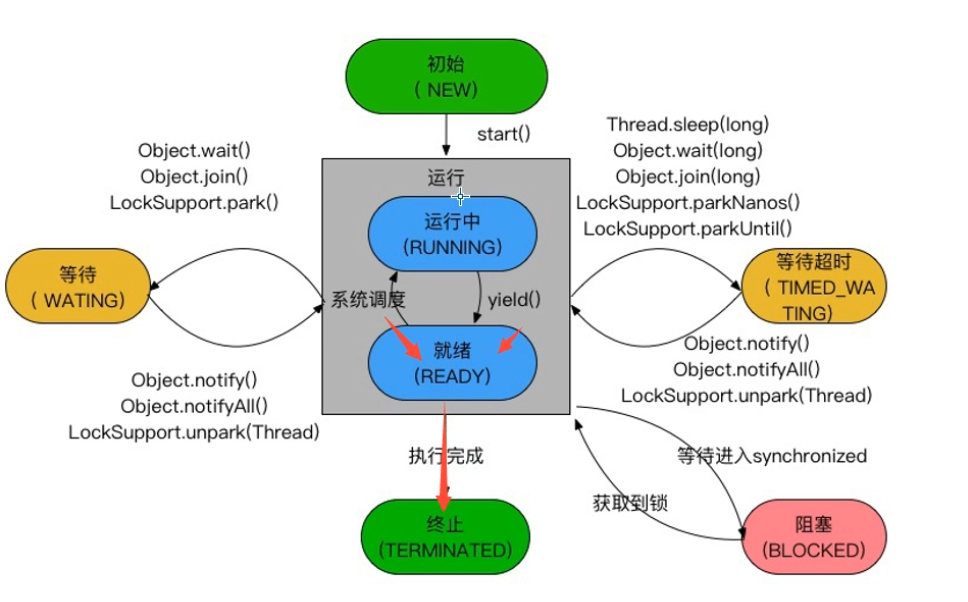 初始
( NEW)
start()
Object.wait()
Object.join()
LockSupport.park()
Thread.sleep(long)
Object.wait(long)
Object.join(long)
LockSupport.parkNanos()
LockSupport.parkUntil()
运行
运行中
(RUNNING)
等待
( WATING)
系统调度
yield()
等待超时
( TIMED_WA
TING)
就绪
(READY)
Object.notify()
Object.notifyAll()
LockSupport.unpark(Thread)
Object.notify()
Object.notifyAll()
LockSupport.unpark(Thread)
执行完成
等待进入synchronized
获取到锁
终止
(TERMINATED)
阻塞
(BLOCKED)